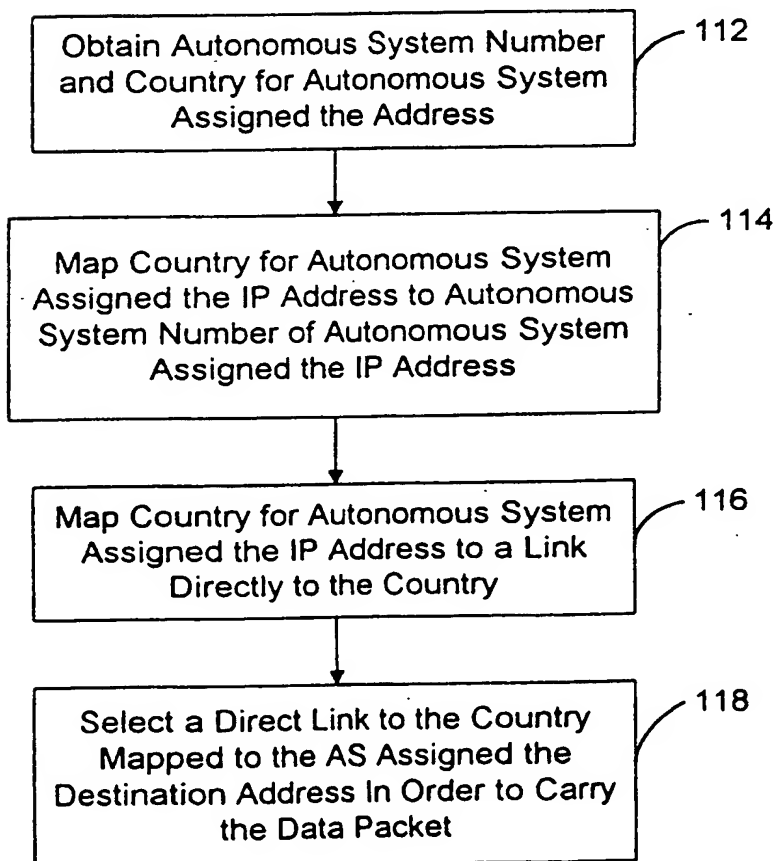 Obtain Autonomous System Number
and Country for Autonomous System
Assigned the Address
112
Map Country for Autonomous System
Assigned the IP Address to Autonomous
System Number of Autonomous System
Assigned the IP Address
114
Map Country for Autonomous System
Assigned the IP Address to a Link
Directly to the Country
116
Select a Direct Link to the Country
Mapped to the AS Assigned the
Destination Address In Order to Carry
the Data Packet
118